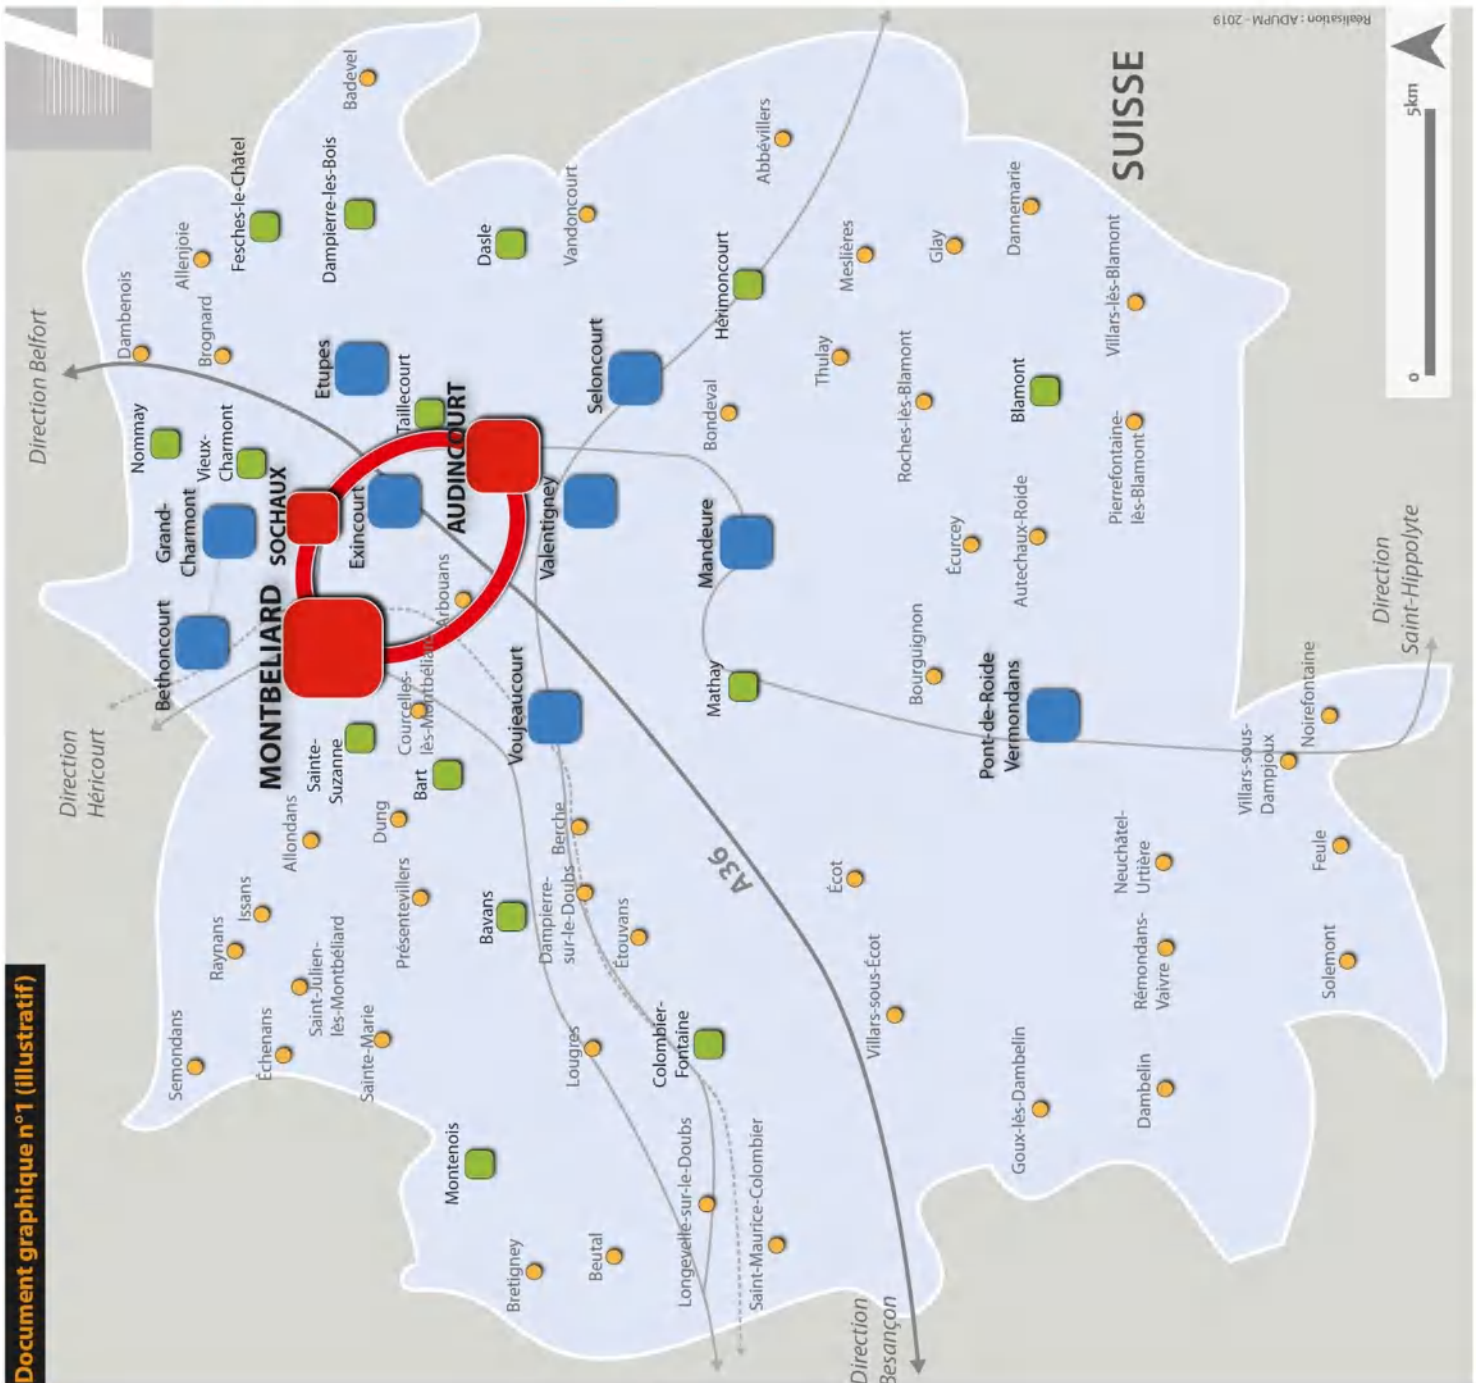 Document graphique n°1 (illustratif)
Direction
Héricourt
Direction Belfort
Bethoncourt
Grand-
Charmont
Nommay
Vieux-
Charmont
Dambenois
Brognard
Allenjoie
Fesches-le-Châtel
Dampierre-les-Bois
Badevel
MONTBELIARD
SOCHAUX
Exincourt
Etupes
Taillecourt
AUDINCOURT
Arbouans
Courcelles-
lès-Montbéliard
Sainte-
Suzanne
Bart
Dung
Allondans
Présentevillers
Issans
Raynans
Saint-Julien-
lès-Montbéliard
Semondans
Échenans
Sainte-Marie
Montenois
Bretigney
Beutal
Lougres
Bavans
Dampierre-
sur-le-Doubs
Berche
Étouvans
Colombier-
Fontaine
Longevelle-sur-le-Doubs
Saint-Maurice-Colombier
Voujeaucourt
Valentigney
Seloncourt
Dasle
Vandoncourt
Hérimoncourt
Abbévillers
Bondeval
Mandeure
Mathay
A36
Écot
Villars-sous-Écot
Thulay
Meslières
Roches-lès-Blamont
Glay
Dannemarie
Écurcey
Autechaux-Roide
Blamont
Bourguignon
Pont-de-Roide
Vermondans
Pierrefontaine-
lès-Blamont
Villars-lès-Blamont
SUISSE
Goux-lès-Dambelin
Dambelin
Rémondans-
Vaivre
Neuchâtel-
Urtière
Villars-sous-
Dampjoux
Noirefontaine
Feule
Solemont
Direction
Besançon
Direction
Saint-Hippolyte
0
5km
Réalisation : ADUPM - 2019